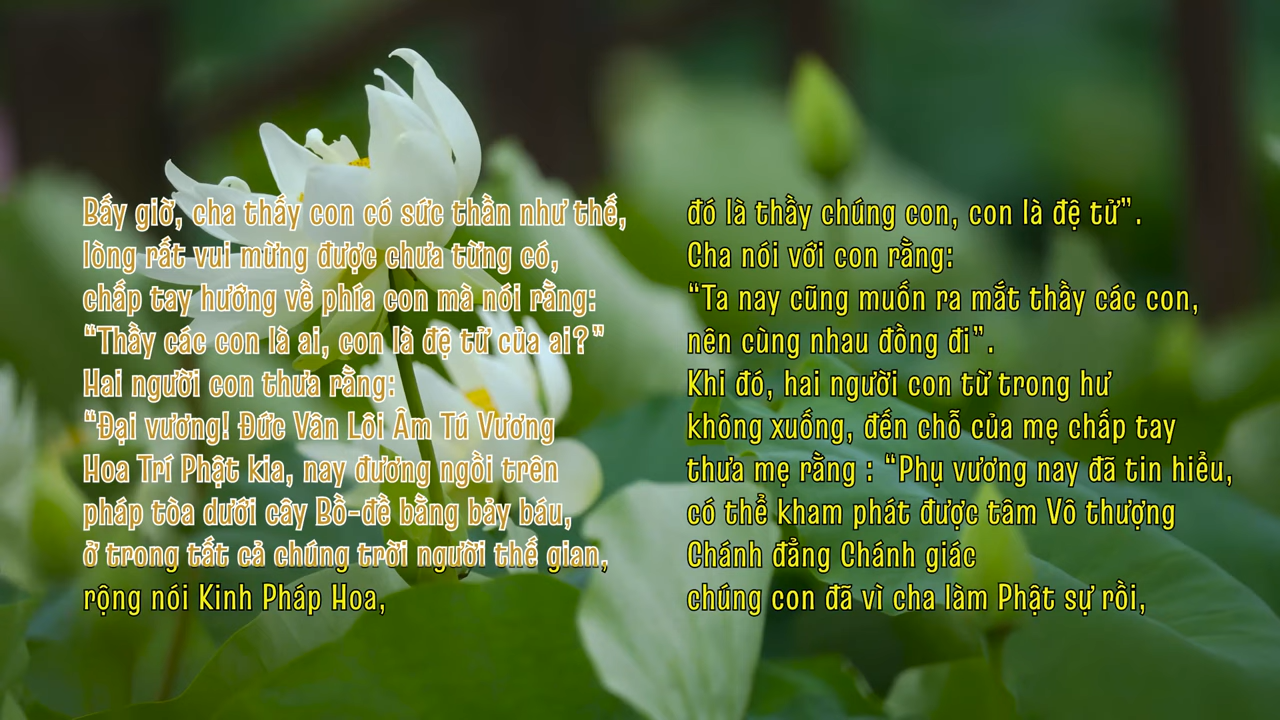 Bấy giờ, cha thấy con có sức thần như thế,
lòng rất vui mừng được chưa từng có,
chấp tay hướng về phía con mà nói rằng:
“Thầy các con là ai, con là đệ tử của ai?”
Hai người con thưa rằng:
“Đại vương! Đức Vân Lôi Âm Tú Vương
Hoa Trí Phật kia, nay đương ngồi trên
pháp tòa dưới cây Bồ-đề bằng bảy báu,
ở trong tất cả chúng trời người thế gian,
rộng nói Kinh Pháp Hoa,
đó là thầy chúng con, con là đệ tử”.
Cha nói với con rằng:
“Ta nay cũng muốn ra mắt thầy các con,
nên cùng nhau đồng đi”.
Khi đó, hai người con từ trong hư
không xuống, đến chỗ của mẹ chấp tay
thưa mẹ rằng : “Phụ vương nay đã tin hiểu,
có thể kham phát được tâm Vô thượng
Chánh đẳng Chánh giác
chúng con đã vì cha làm Phật sự rồi,